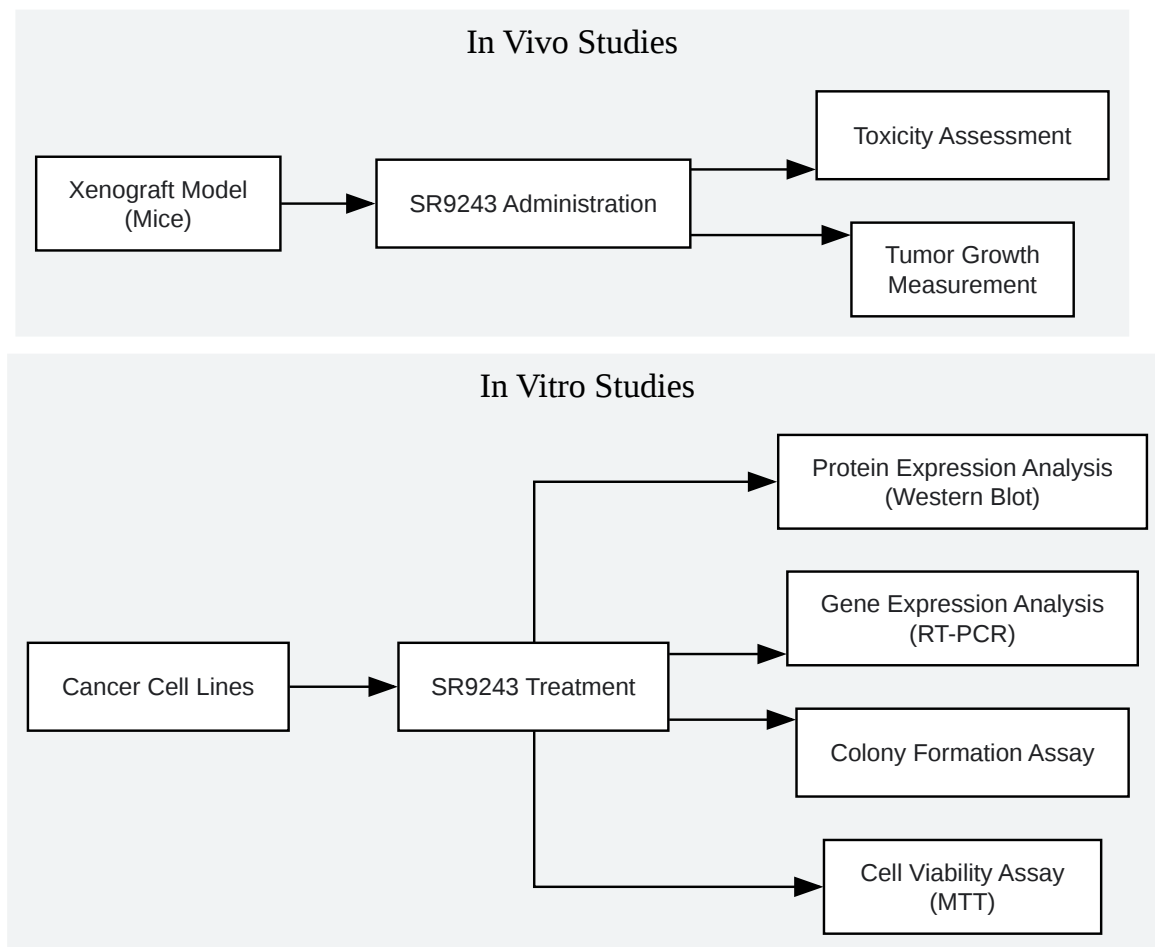 In Vivo Studies
Toxicity Assessment
Xenograft Model
(Mice)
SR9243 Administration
Tumor Growth
Measurement
In Vitro Studies
Protein Expression Analysis
(Western Blot)
Gene Expression Analysis
(RT-PCR)
Cancer Cell Lines
SR9243 Treatment
Colony Formation Assay
Cell Viability Assay
(MTT)